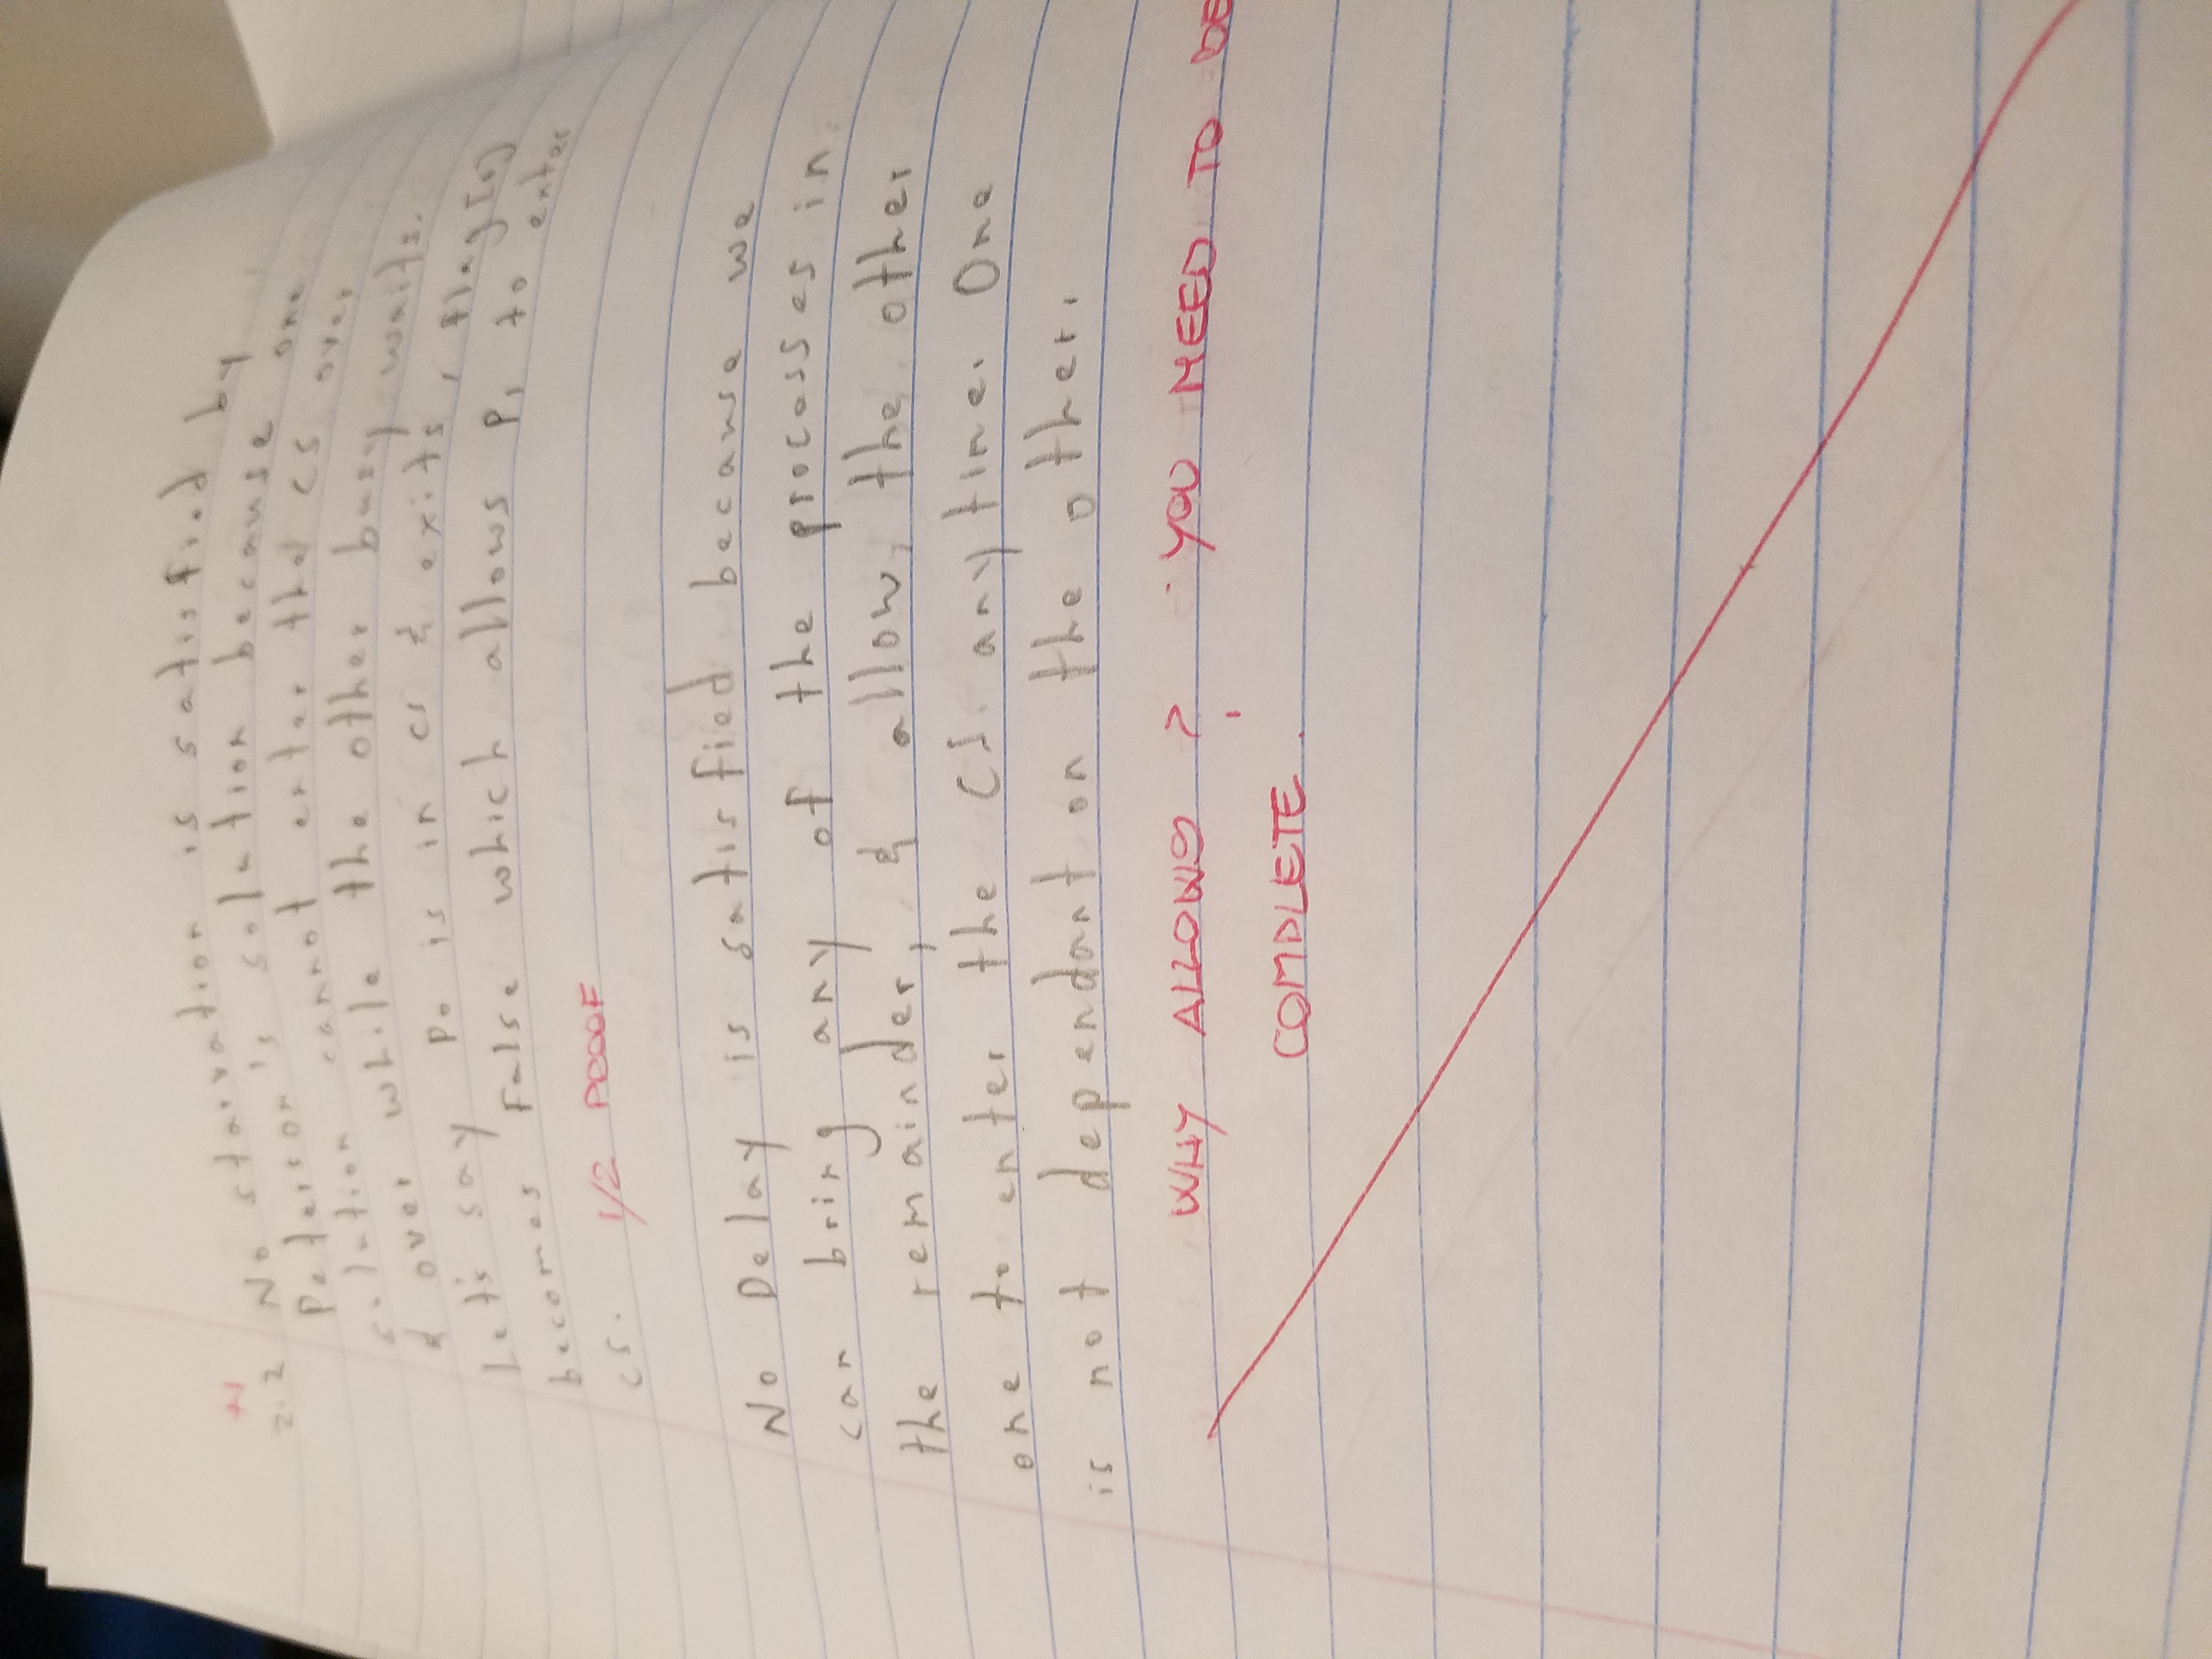 +1
2.2 No starvation is satisfied by
Peterson's solution because one
solution cannot enter the CS over
& over while the other busy waits.
Let's say P0 is in CS & exits, flag[0]
becomes False which allows P1 to enter
CS. 1/2 PROOF
No Delay is satisfied because we
can bring any of the processes in
the remainder, & allow, the other
one to enter the CS anytime. One
is not dependant on the other.
WHY ALLOWS ? YOU NEED TO BE
COMPLETE.